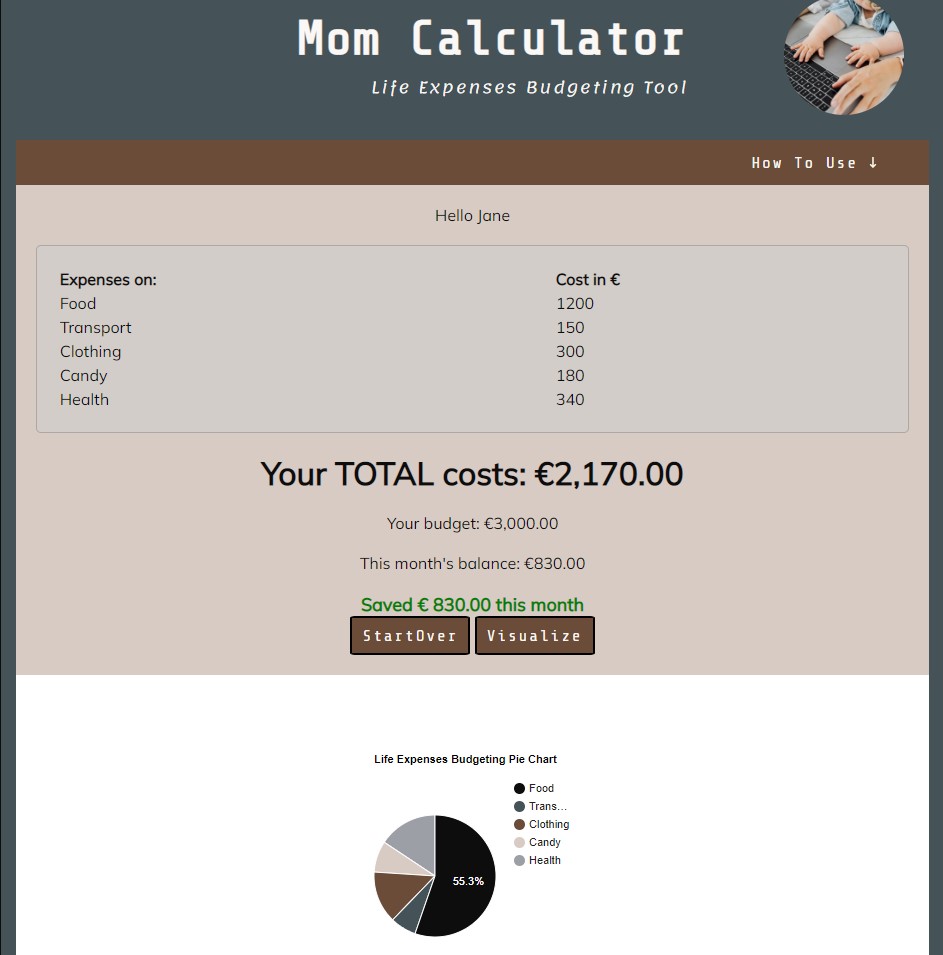 Mom Calculator
Life Expenses Budgeting Tool
How To Use ↓
Hello Jane
Expenses on: Cost in €
Food 1200
Transport 150
Clothing 300
Candy 180
Health 340
Your TOTAL costs: €2,170.00
Your budget: €3,000.00
This month's balance: €830.00
Saved € 830.00 this month
StartOver Visualize
Life Expenses Budgeting Pie Chart
Food
Trans...
Clothing
Candy
Health
55.3%